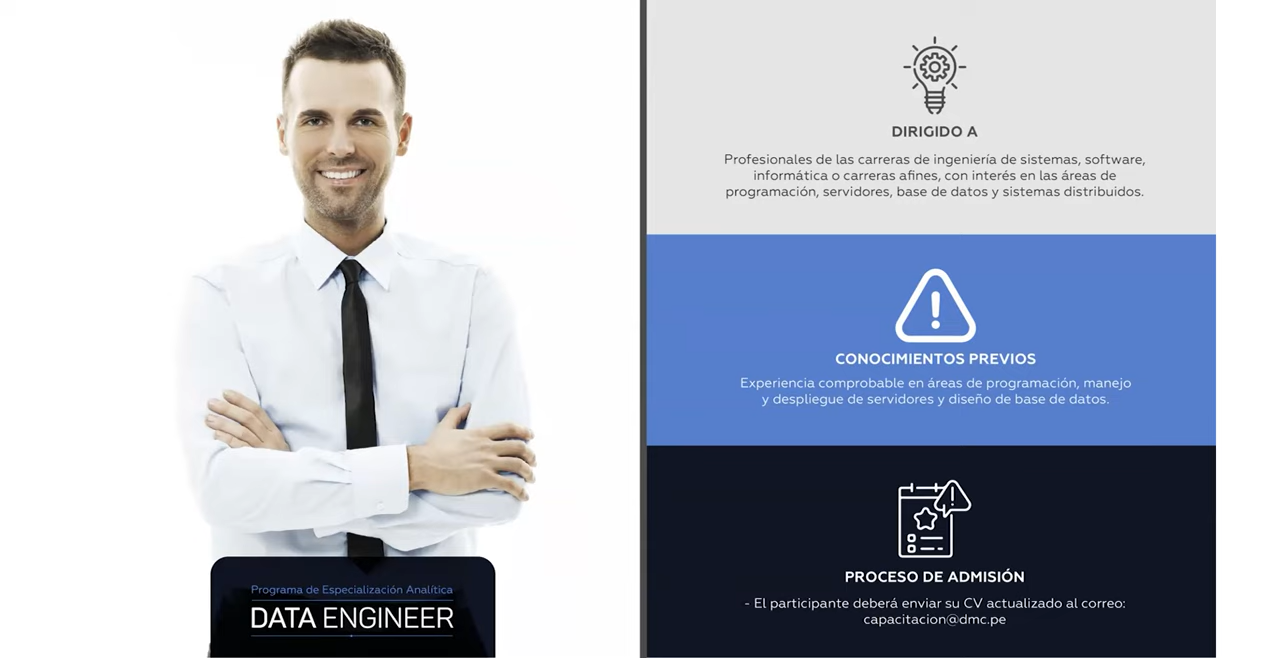 Programa de Especialización Analítica
DATA ENGINEER
DIRIGIDO A
Profesionales de las carreras de ingeniería de sistemas, software,
informática o carreras afines, con interés en las áreas de
programación, servidores, base de datos y sistemas distribuidos.
CONOCIMIENTOS PREVIOS
Experiencia comprobable en áreas de programación, manejo
y despliegue de servidores y diseño de base de datos.
PROCESO DE ADMISIÓN
- El participante deberá enviar su CV actualizado al correo:
capacitacion@dmc.pe